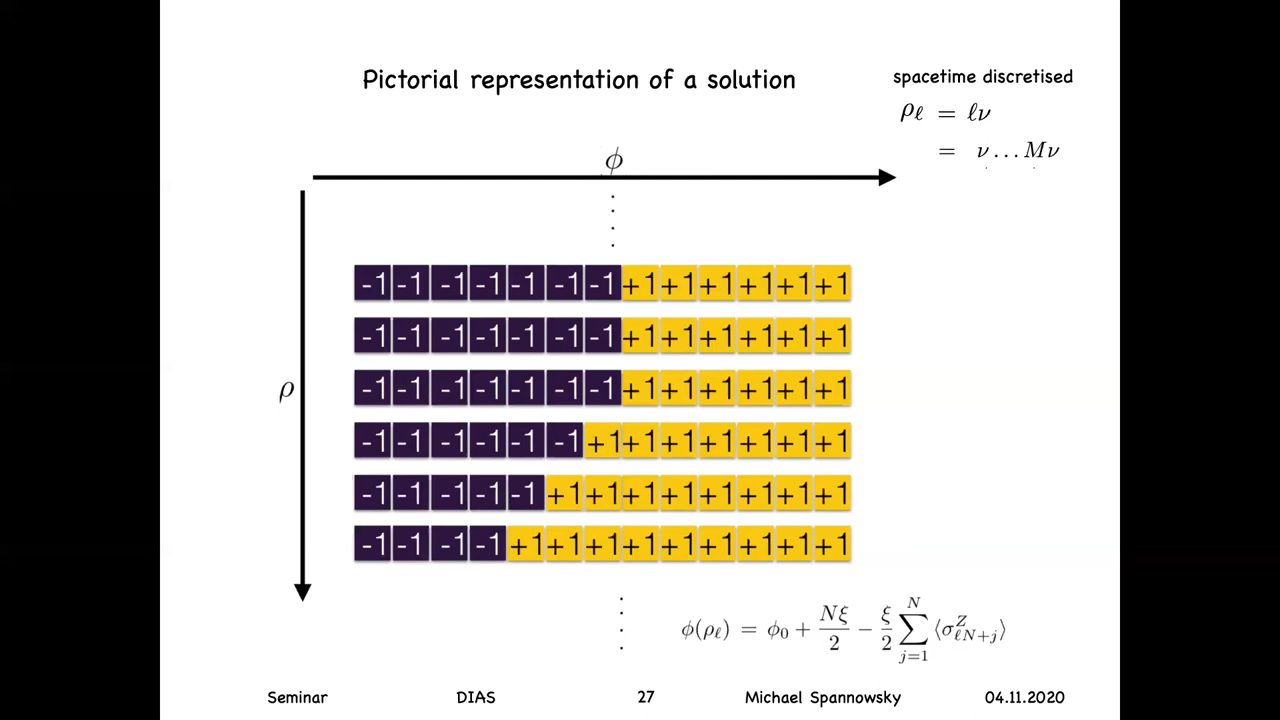 Pictorial representation of a solution
spacetime discretised
ρℓ = ℓν
= ν...Mν
ϕ
-1 -1 -1 -1 -1 -1 -1 +1 +1 +1 +1 +1 +1
-1 -1 -1 -1 -1 -1 -1 +1 +1 +1 +1 +1 +1
-1 -1 -1 -1 -1 -1 -1 +1 +1 +1 +1 +1 +1
ρ
-1 -1 -1 -1 -1 -1 +1 +1 +1 +1 +1 +1 +1
-1 -1 -1 -1 -1 +1 +1 +1 +1 +1 +1 +1 +1
-1 -1 -1 -1 +1 +1 +1 +1 +1 +1 +1 +1 +1
ϕ(ρℓ) = ϕ₀ + Nξ/2 − ξ/2 ∑_{j=1}^{N} ⟨σ^Z_{ℓN+j}⟩
Seminar DIAS 27 Michael Spannowsky 04.11.2020